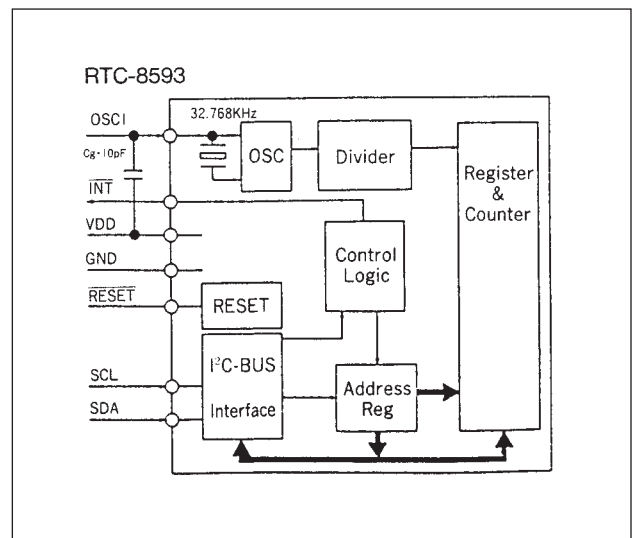 RTC-8593
OSCI
32.768KHz
Cg-10pF
OSC
Divider
Register
&
Counter
INT
VDD
GND
Control
Logic
RESET
RESET
I²C-BUS
Interface
SCL
SDA
Address
Reg